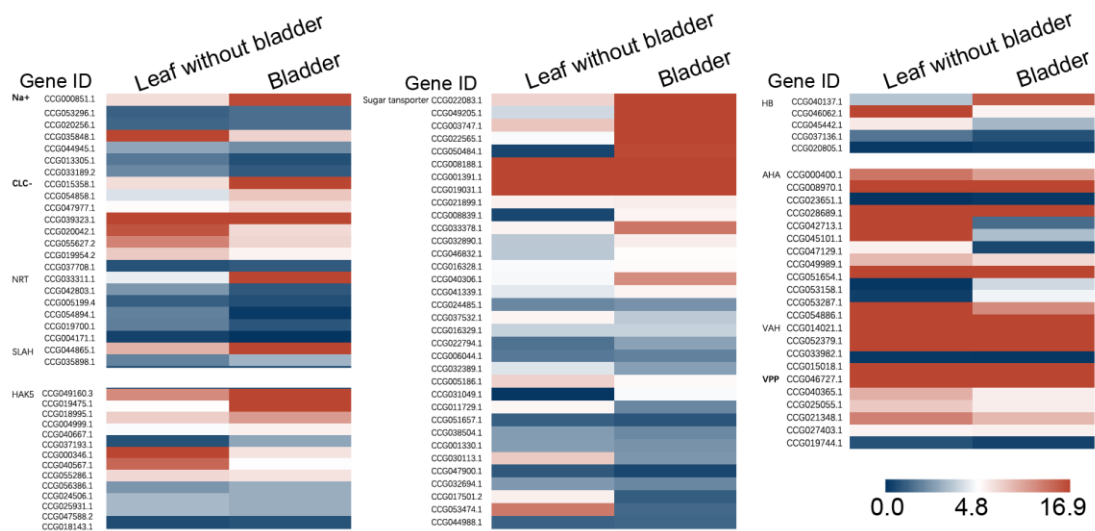 Gene ID Leaf without bladder Bladder
Na+ CCG000851.1
CCG053296.1
CCG020256.1
CCG035848.1
CCG044945.1
CCG013305.1
CCG033189.2
CLC- CCG015358.1
CCG054858.1
CCG047977.1
CCG039323.1
CCG020042.1
CCG055627.2
CCG019954.2
CCG037708.1
NRT CCG033311.1
CCG042803.1
CCG005199.4
CCG054894.1
CCG019700.1
CCG004171.1
SLAH CCG044865.1
CCG035898.1
HAK5 CCG049160.3
CCG019475.1
CCG018995.1
CCG004999.1
CCG040667.1
CCG037193.1
CCG000346.1
CCG040567.1
CCG055286.1
CCG056386.1
CCG024506.1
CCG025931.1
CCG047588.2
CCG018143.1
Gene ID Leaf without bladder Bladder
Sugar tansporter CCG022083.1
CCG049205.1
CCG003747.1
CCG022565.1
CCG050484.1
CCG008188.1
CCG001391.1
CCG019031.1
CCG021899.1
CCG008839.1
CCG033378.1
CCG032890.1
CCG046832.1
CCG016328.1
CCG040306.1
CCG041339.1
CCG024485.1
CCG037532.1
CCG016329.1
CCG022794.1
CCG006044.1
CCG032389.1
CCG005186.1
CCG031049.1
CCG011729.1
CCG051657.1
CCG038504.1
CCG001330.1
CCG030113.1
CCG047900.1
CCG032694.1
CCG017501.2
CCG053474.1
CCG044988.1
Gene ID Leaf without bladder Bladder
HB CCG040137.1
CCG046062.1
CCG045442.1
CCG037136.1
CCG020805.1
AHA CCG000400.1
CCG008970.1
CCG023651.1
CCG028689.1
CCG042713.1
CCG045101.1
CCG047129.1
CCG049989.1
CCG051654.1
CCG053158.1
CCG053287.1
CCG054886.1
VAH CCG014021.1
CCG052379.1
CCG033982.1
CCG015018.1
VPP CCG046727.1
CCG040365.1
CCG025055.1
CCG021348.1
CCG027403.1
CCG019744.1
0.0 4.8 16.9